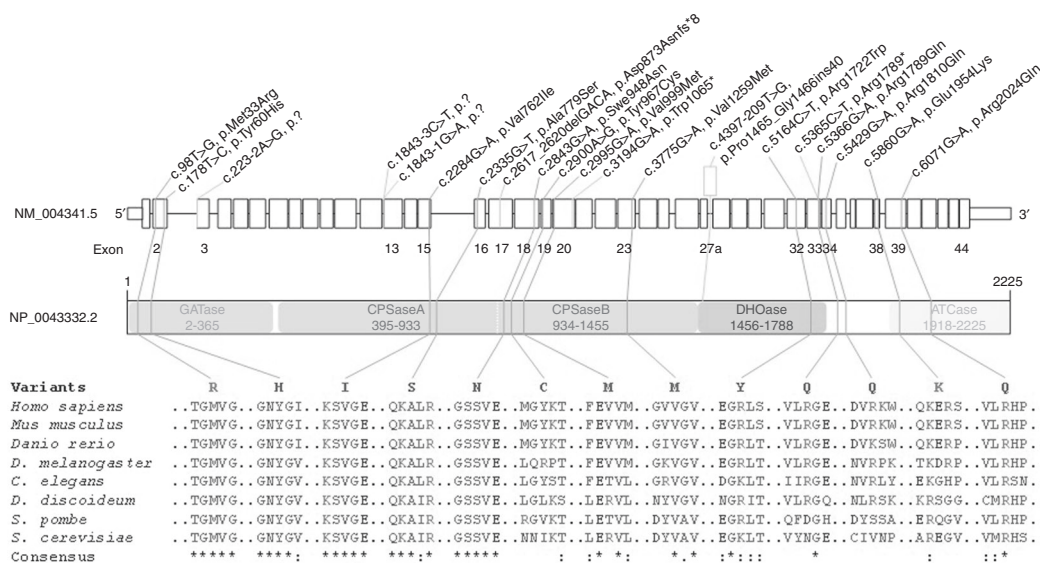 c.98T>G, p.Met33Arg
c.178T>C, p.Tyr60His
c.223-2A>G, p.?
c.1843-3C>T, p.?
c.1843-1G>A, p.?
c.2284G>A, p.Val762Ile
c.2335G>T, p.Ala779Ser
c.2617_2620delGACA, p.Asp873Asnfs*8
c.2843G>A, p.Swe948Asn
c.2900A>G, p.Tyr967Cys
c.2995G>A, p.Val999Met
c.3194G>A, p.Trp1065*
c.3775G>A, p.Val1259Met
c.4397-209T>G,
p.Pro1465_Gly1466ins40
c.5164C>T, p.Arg1722Trp
c.5365C>T, p.Arg1789*
c.5366G>A, p.Arg1789Gln
c.5429G>A, p.Arg1810Gln
c.5860G>A, p.Glu1954Lys
c.6071G>A, p.Arg2024Gln
NM_004341.5 5′ 3′
Exon 2 3 13 15 16 17 18 19 20 23 27a 32 33 34 38 39 44
1 2225
NP_0043332.2
GATase CPSaseA CPSaseB DHOase ATCase
2-365 395-933 934-1455 1456-1788 1918-2225
Variants R H I S N C M M Y Q Q K Q
Homo sapiens ..TGMVG..GNYGI..KSVGE..QKALR..GSSVE..MGYKT..FEVVM..GVVGV..EGRLS..VLRGE..DVRKW..QKERS..VLRHP.
Mus musculus ..TGMVG..GNYGI..KSVGE..QKALR..GSSVE..MGYKT..FEVVM..GVVGV..EGRLS..VLRGE..DVRKW..QKERS..VLRHP.
Danio rerio ..TGMVG..GNYGI..KSVGE..QKALR..GSSVE..MGYKT..FEVVM..GIVGV..EGRLT..VLRGE..DVKSW..QKERP..VLRHP.
D. melanogaster ..TGMVG..GNYGV..KSVGE..QKALR..GSSVE..LQRPT..FEVVM..GKVGV..EGRLT..VLRGE..NVRPK..TKDRP..VLRHP.
C. elegans ..TGMVG..GNYGV..KSVGE..QKALR..GSSVE..LGYST..FETVL..GRVGV..DGKLT..IIRGE..NVRLY..EKGHP..VLRSN.
D. discoideum ..TGMVG..GNYGV..KSVGE..QKAIR..GSSVE..LGLKS..LERVL..NYVGV..NGRIT..VLRGQ..NLRSK..KRSGG..CMRHP.
S. pombe ..TGMVG..GNYGV..KSVGE..QKAIR..GSSVE..RGVKT..LETVL..DYVAV..EGRLT..QFDGH..DYSSA..ERQGV..VLRHP.
S. cerevisiae ..TGMVG..GNYGV..KSVGE..QKAIR..GSSVE..NNIKT..LERVL..DYVAV..EGKLT..VYNGE..CIVNP..AREGV..VMRHS.
Consensus ***** ****: ***** ***:* ***** : :* *: *.* :*::: * : ::*